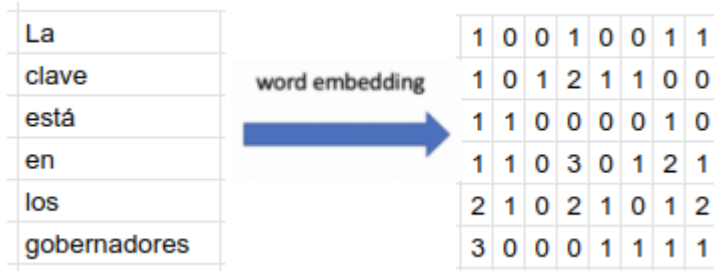 La 1 0 0 1 0 0 1 1
clave word embedding 1 0 1 2 1 1 0 0
está 1 1 0 0 0 0 1 0
en 1 1 0 3 0 1 2 1
los 2 1 0 2 1 0 1 2
gobernadores 3 0 0 0 1 1 1 1